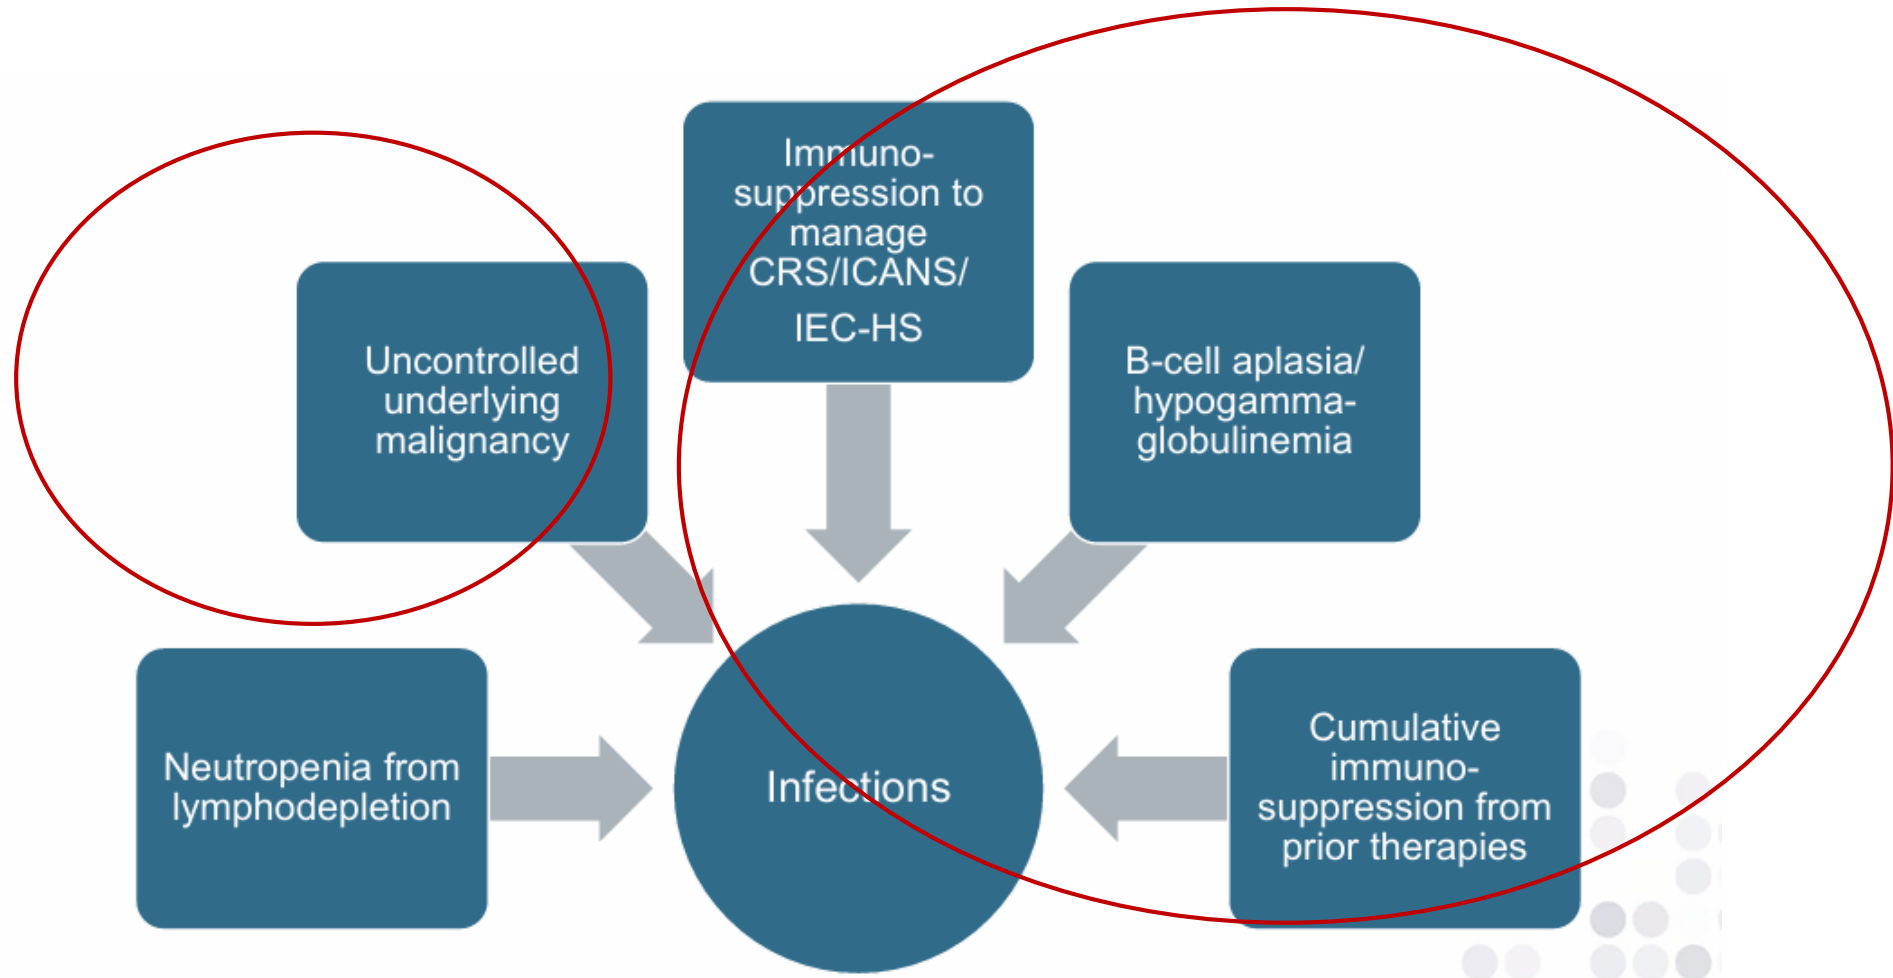 Immuno-
suppression to
manage
CRS/ICANS/
IEC-HS
Uncontrolled
underlying
malignancy
B-cell aplasia/
hypogamma-
globulinemia
Neutropenia from
lymphodepletion
Infections
Cumulative
immuno-
suppression from
prior therapies